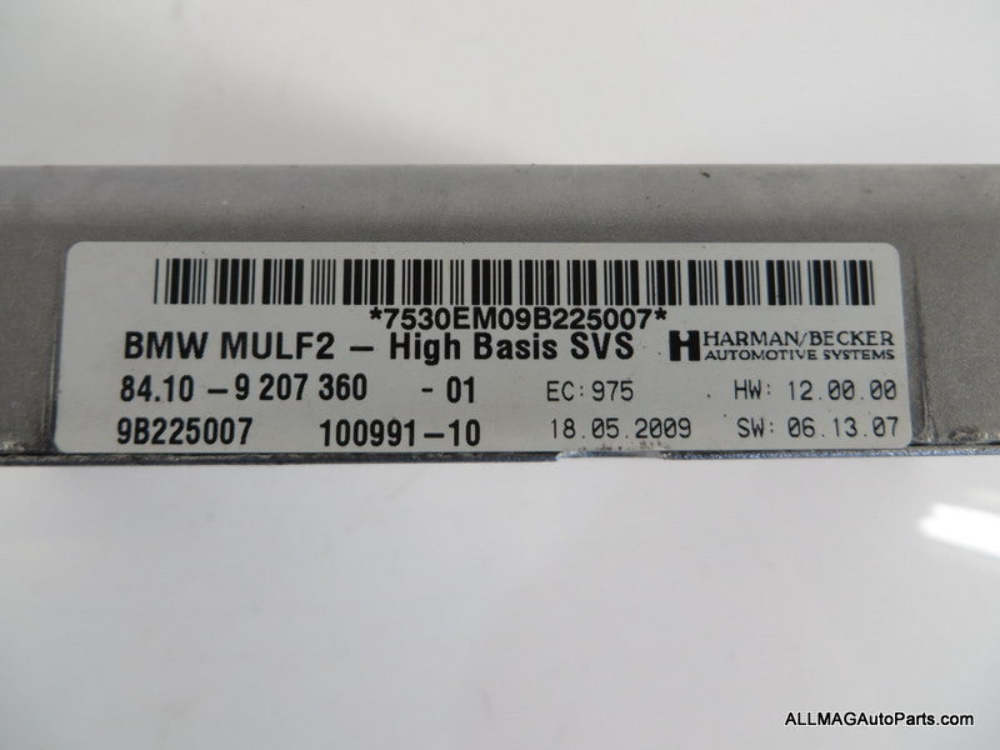 *7530EM09B225007*
BMW MULF2 – High Basis SVS
HARMAN/BECKER
AUTOMOTIVE SYSTEMS
84.10 – 9 207 360 - 01 EC: 975 HW: 12.00.00
9B225007 100991–10 18.05.2009 SW: 06.13.07
ALLMAGAutoParts.com